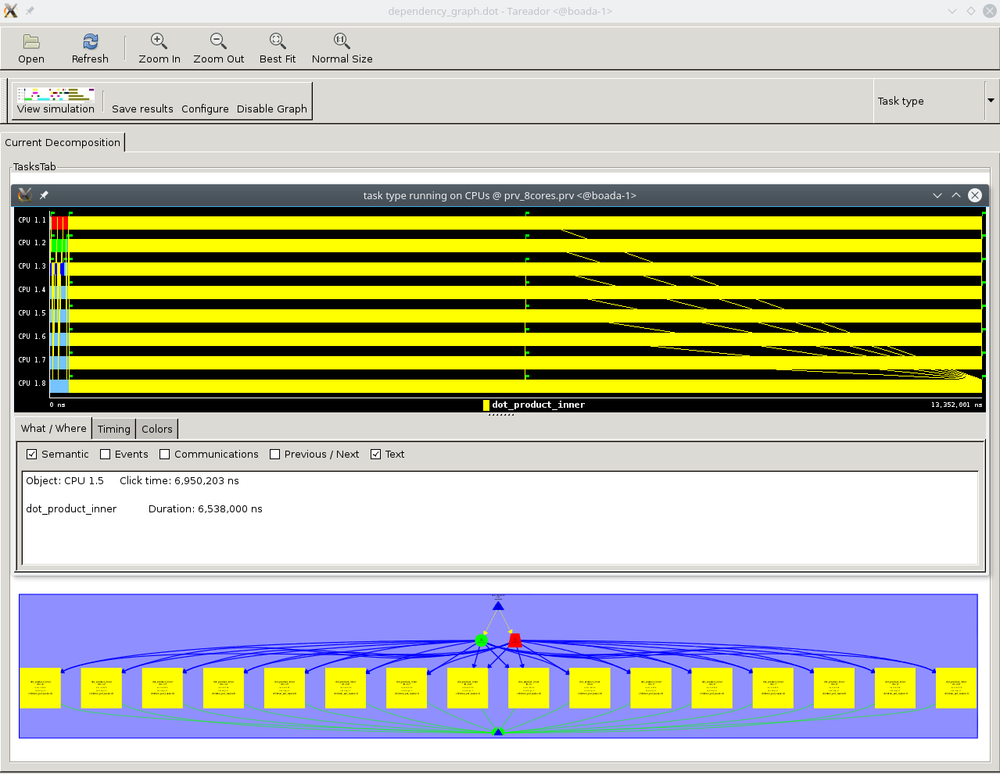 dependency_graph.dot - Tareador <@boada-1>
Open Refresh Zoom In Zoom Out Best Fit Normal Size
View simulation Save results Configure Disable Graph Task type
Current Decomposition
TasksTab
task type running on CPUs @ prv_8cores.prv <@boada-1>
CPU 1.1
CPU 1.2
CPU 1.3
CPU 1.4
CPU 1.5
CPU 1.6
CPU 1.7
CPU 1.8
0 ns dot_product_inner 13,352,001 ns
What / Where Timing Colors
Semantic Events Communications Previous / Next Text
Object: CPU 1.5 Click time: 6,950,203 ns
dot_product_inner Duration: 6,538,000 ns